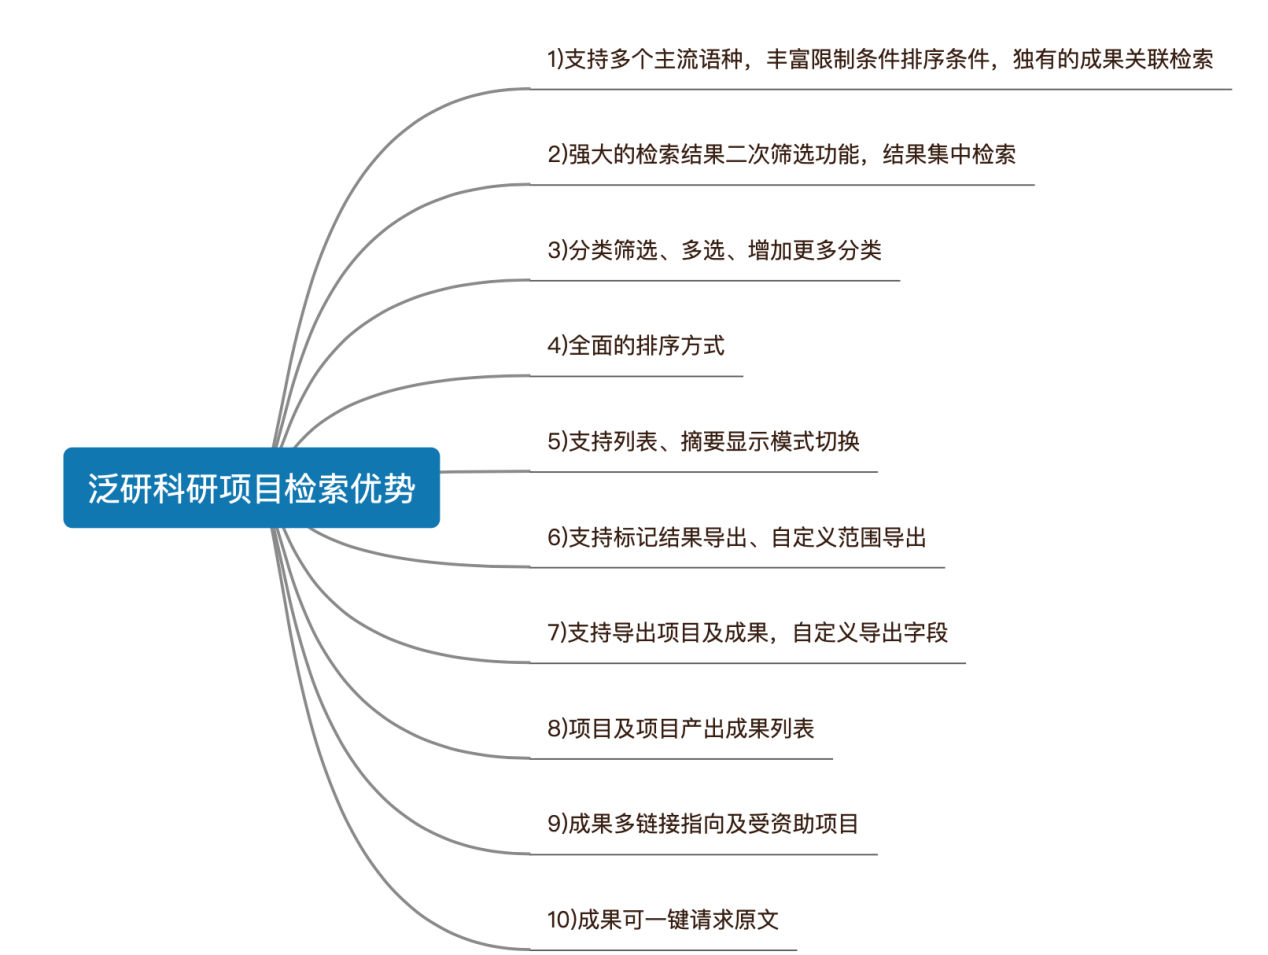 1)支持多个主流语种，丰富限制条件排序条件，独有的成果关联检索
2)强大的检索结果二次筛选功能，结果集中检索
3)分类筛选、多选、增加更多分类
4)全面的排序方式
5)支持列表、摘要显示模式切换
泛研科研项目检索优势
6)支持标记结果导出、自定义范围导出
7)支持导出项目及成果，自定义导出字段
8)项目及项目产出成果列表
9)成果多链接指向及受资助项目
10)成果可一键请求原文